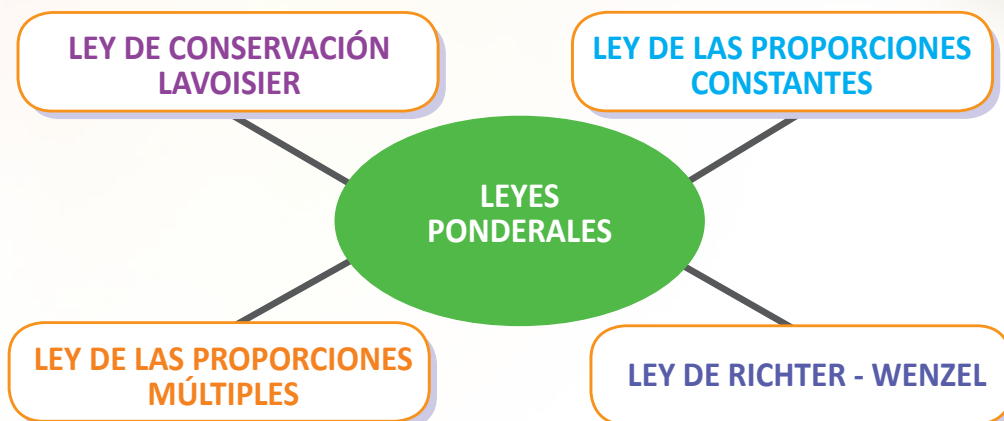 LEY DE CONSERVACIÓN
LAVOISIER
LEY DE LAS PROPORCIONES
CONSTANTES
LEYES
PONDERALES
LEY DE LAS PROPORCIONES
MÚLTIPLES
LEY DE RICHTER - WENZEL